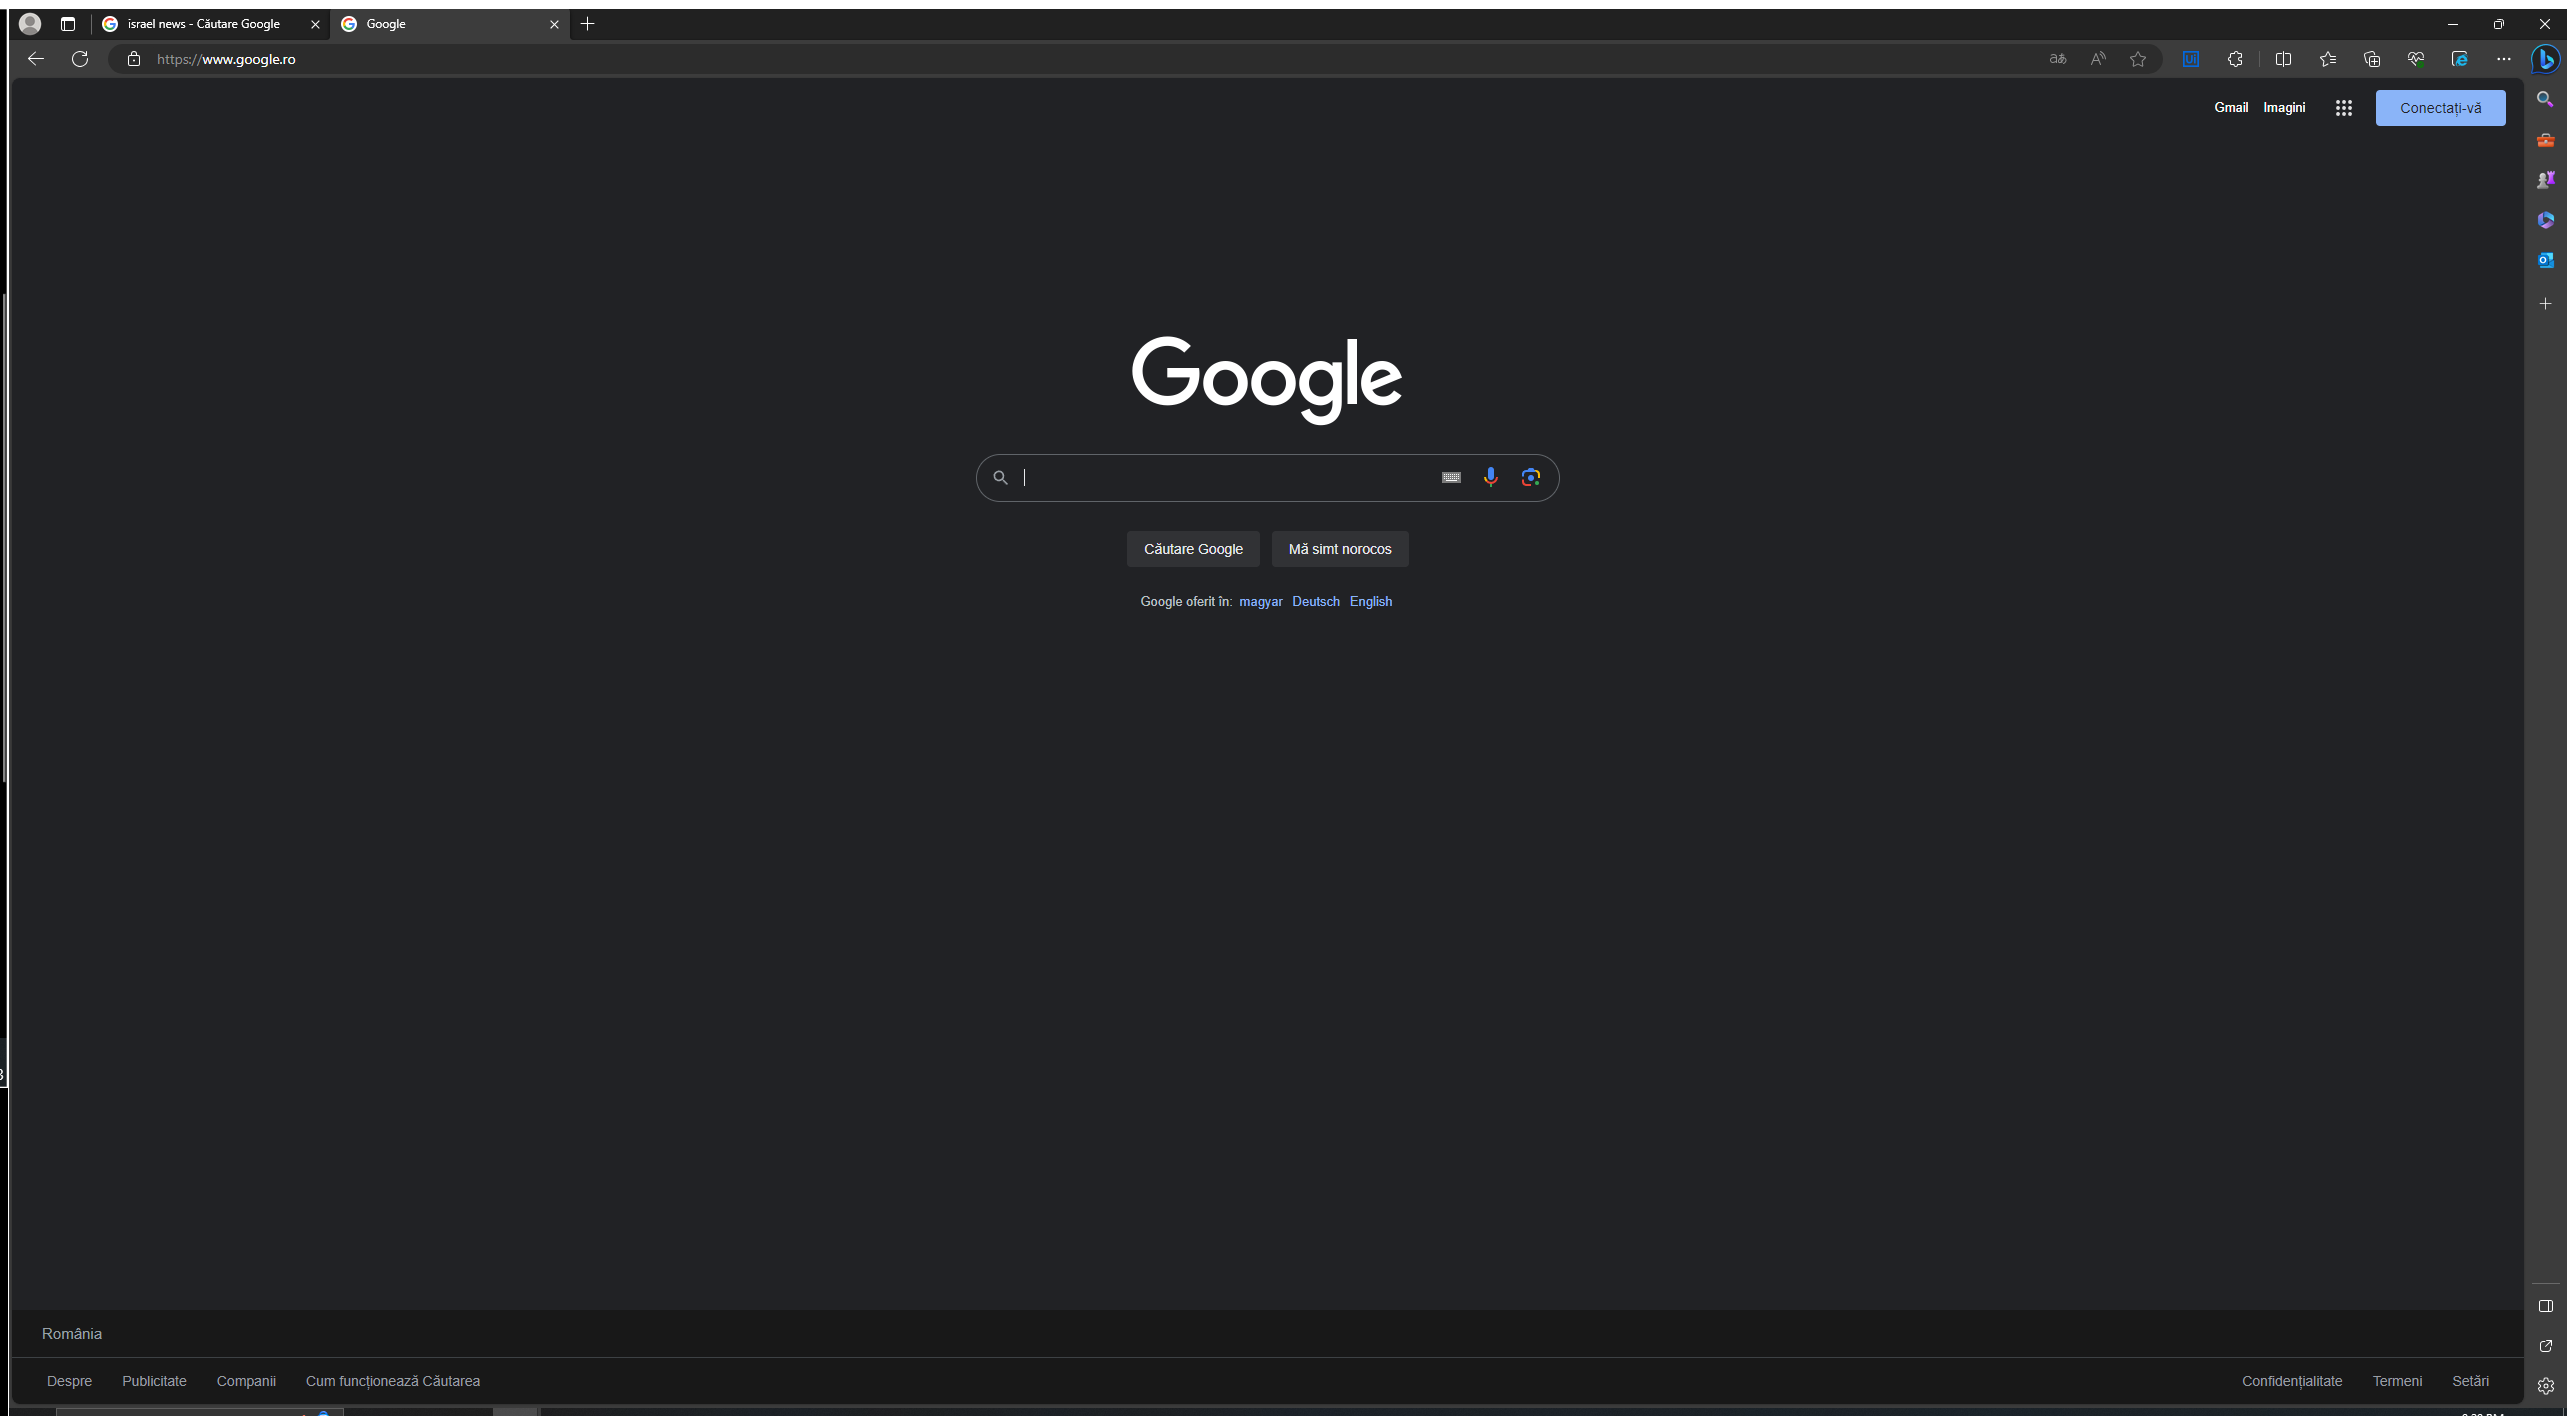 israel news - Căutare Google
Google
https://www.google.ro
Gmail Imagini Conectați-vă
Google
Căutare Google Mă simt norocos
Google oferit în: magyar Deutsch English
România
Despre Publicitate Companii Cum funcționează Căutarea
Confidențialitate Termeni Setări